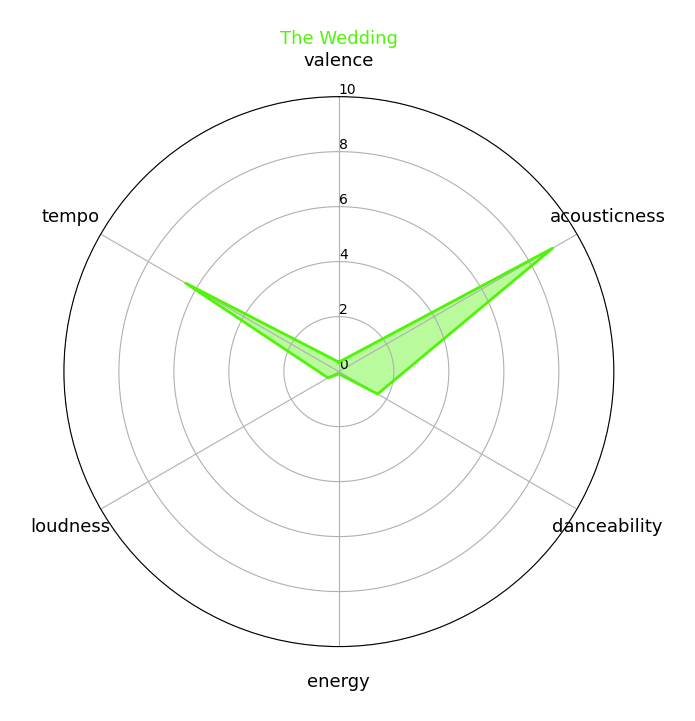 The Wedding
valence
10
8
tempo
6
acousticness
4
2
0
loudness
danceability
energy